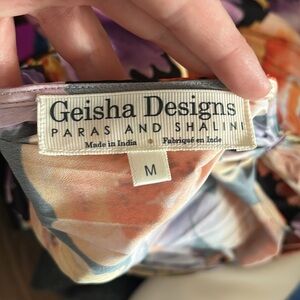 Geisha Designs
PARAS AND SHALINI
Made in India Fabriqué en Inde
M